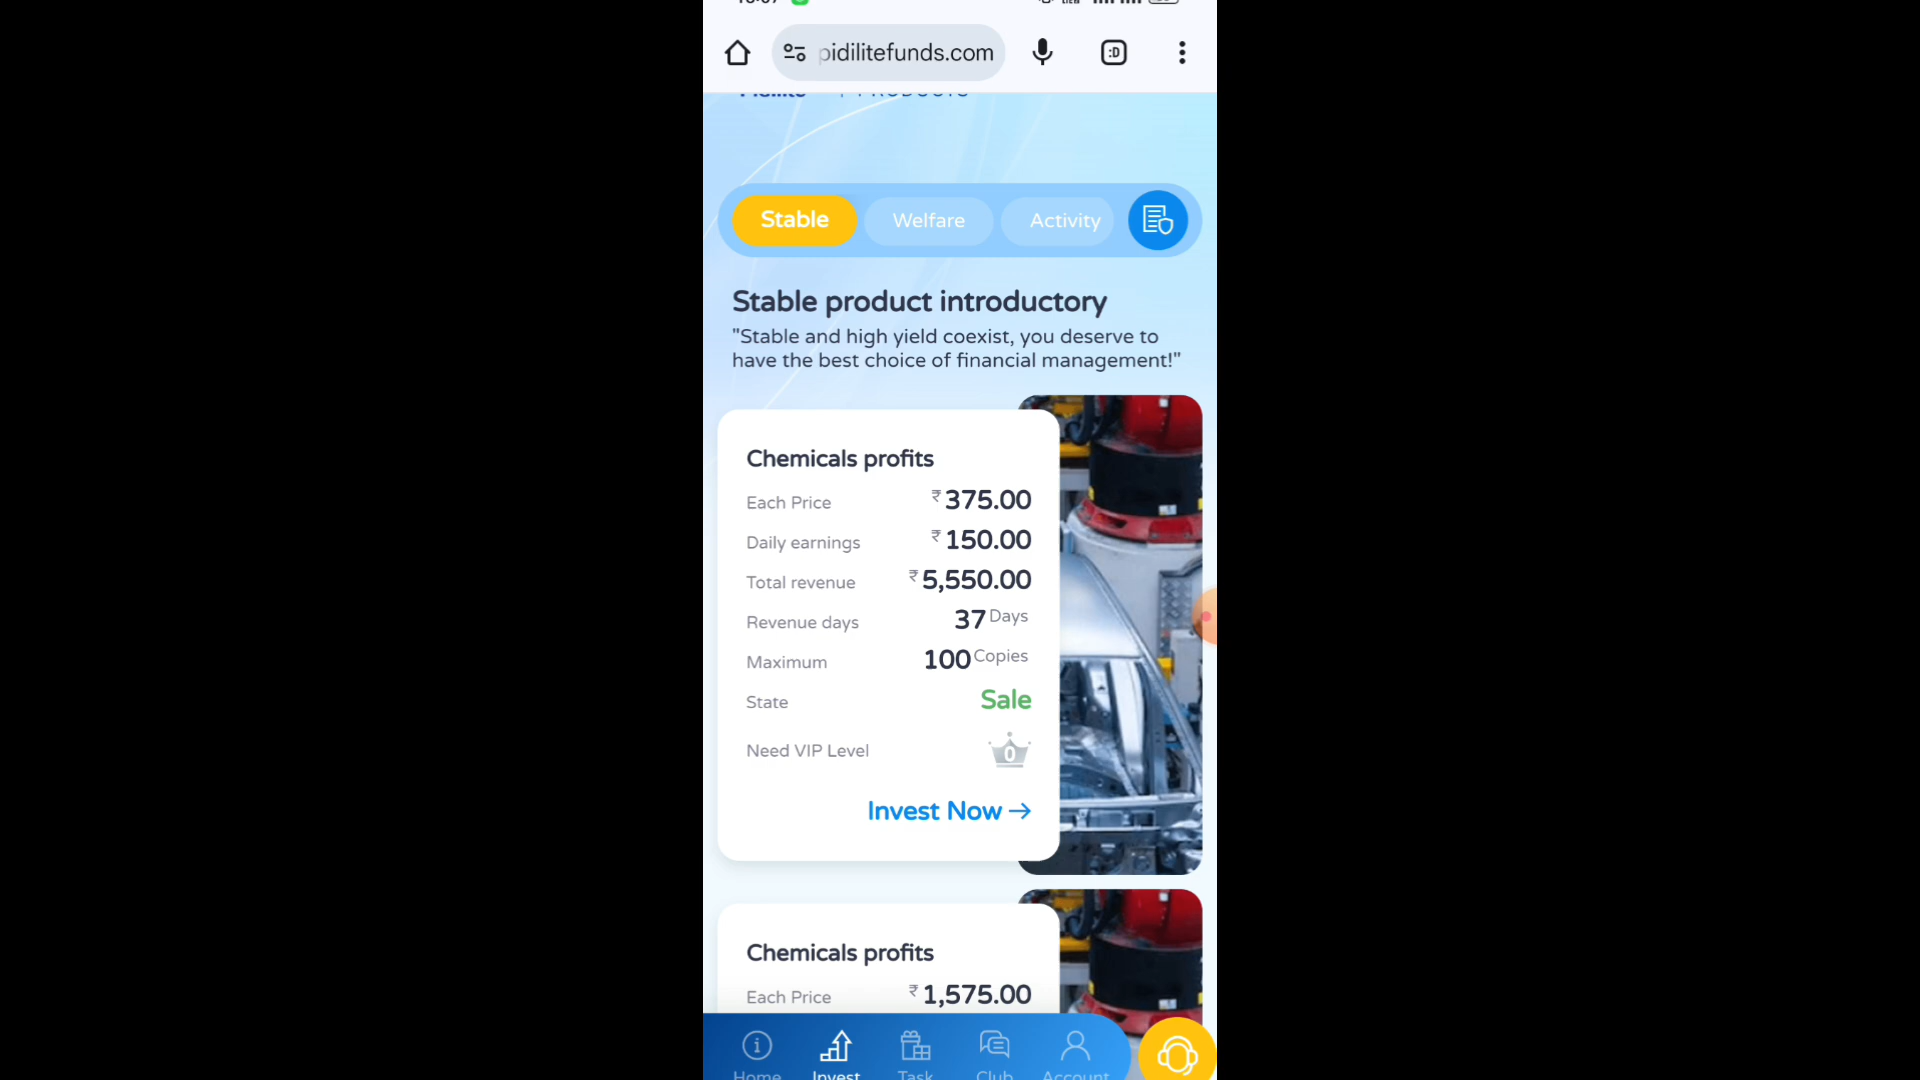 pidilitefunds.com
:D
Pidilite
PRODUCTS
Stable
Welfare
Activity
Stable product introductory
"Stable and high yield coexist, you deserve to
have the best choice of financial management!"
Chemicals profits
Each Price ₹375.00
Daily earnings ₹150.00
Total revenue ₹5,550.00
Revenue days 37 Days
Maximum 100 Copies
State Sale
Need VIP Level 0
Invest Now
Chemicals profits
Each Price ₹1,575.00
Home Invest Task Club Account